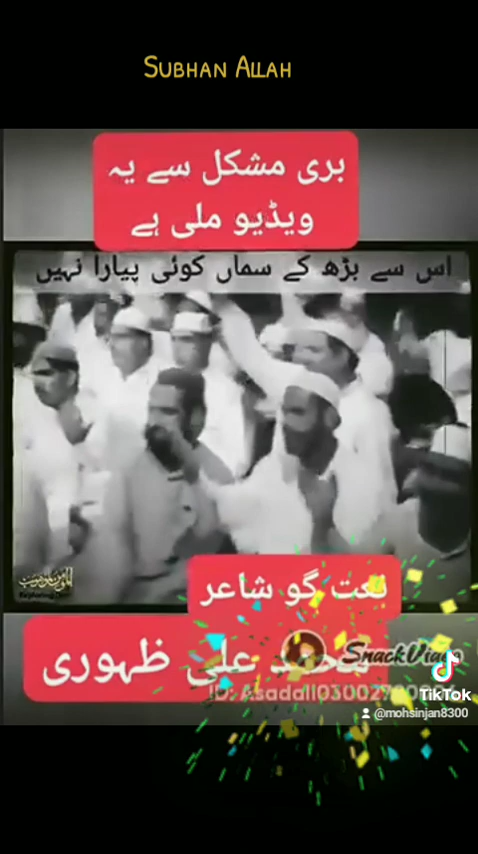 SUBHAN ALLAH
بری مشکل سے یہ
ویڈیو ملی ہے
اس سے بڑھ کے سماں کوئی پیارا نہیں
نعت گو شاعر
محمد علی ظہوری
SnackVideo
TikTok
@mohsinjan8300